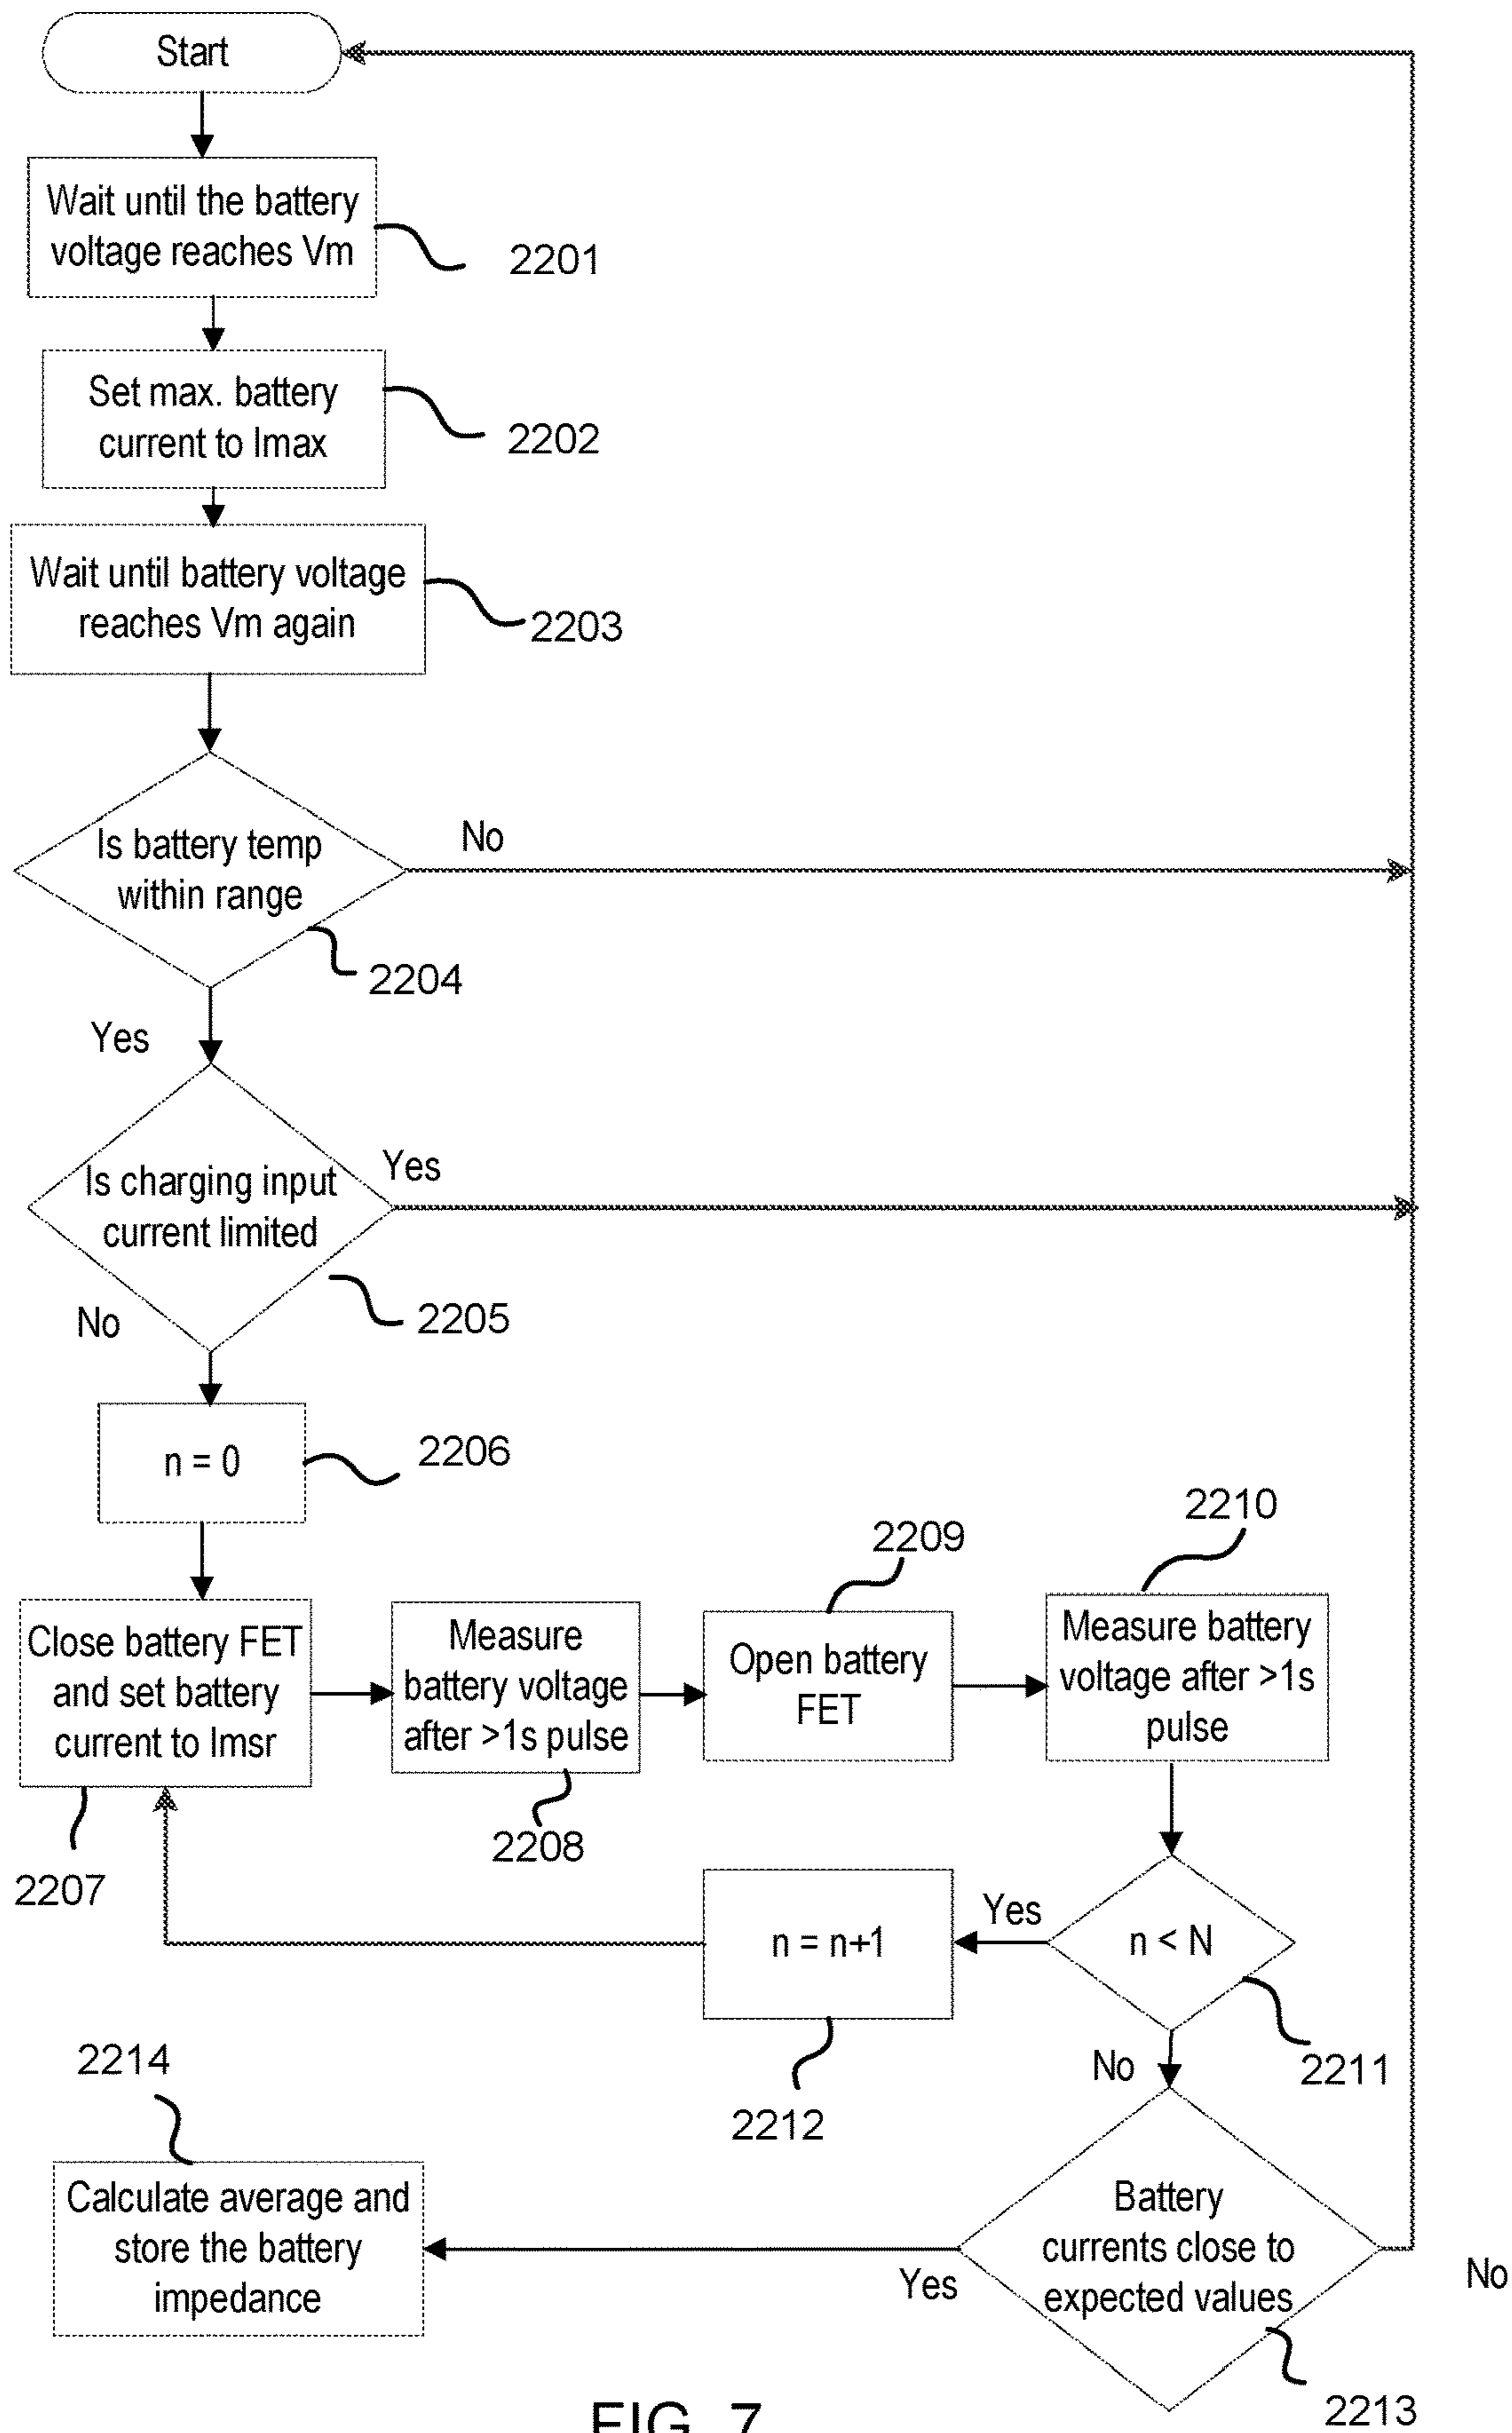 Start
Wait until the battery
voltage reaches Vm
2201
Set max. battery
current to Imax
2202
Wait until battery voltage
reaches Vm again
2203
Is battery temp
within range
No
2204
Yes
Is charging input
current limited
Yes
2205
No
n = 0
2206
2210
2209
Close battery FET
and set battery
current to Imsr
Measure
battery voltage
after >1s pulse
Open battery
FET
Measure battery
voltage after >1s
pulse
2208
2207
n = n+1
Yes
n < N
2214
2212
No
2211
Calculate average and
store the battery
impedance
Yes
Battery
currents close to
expected values
No
2213
FIG. 7